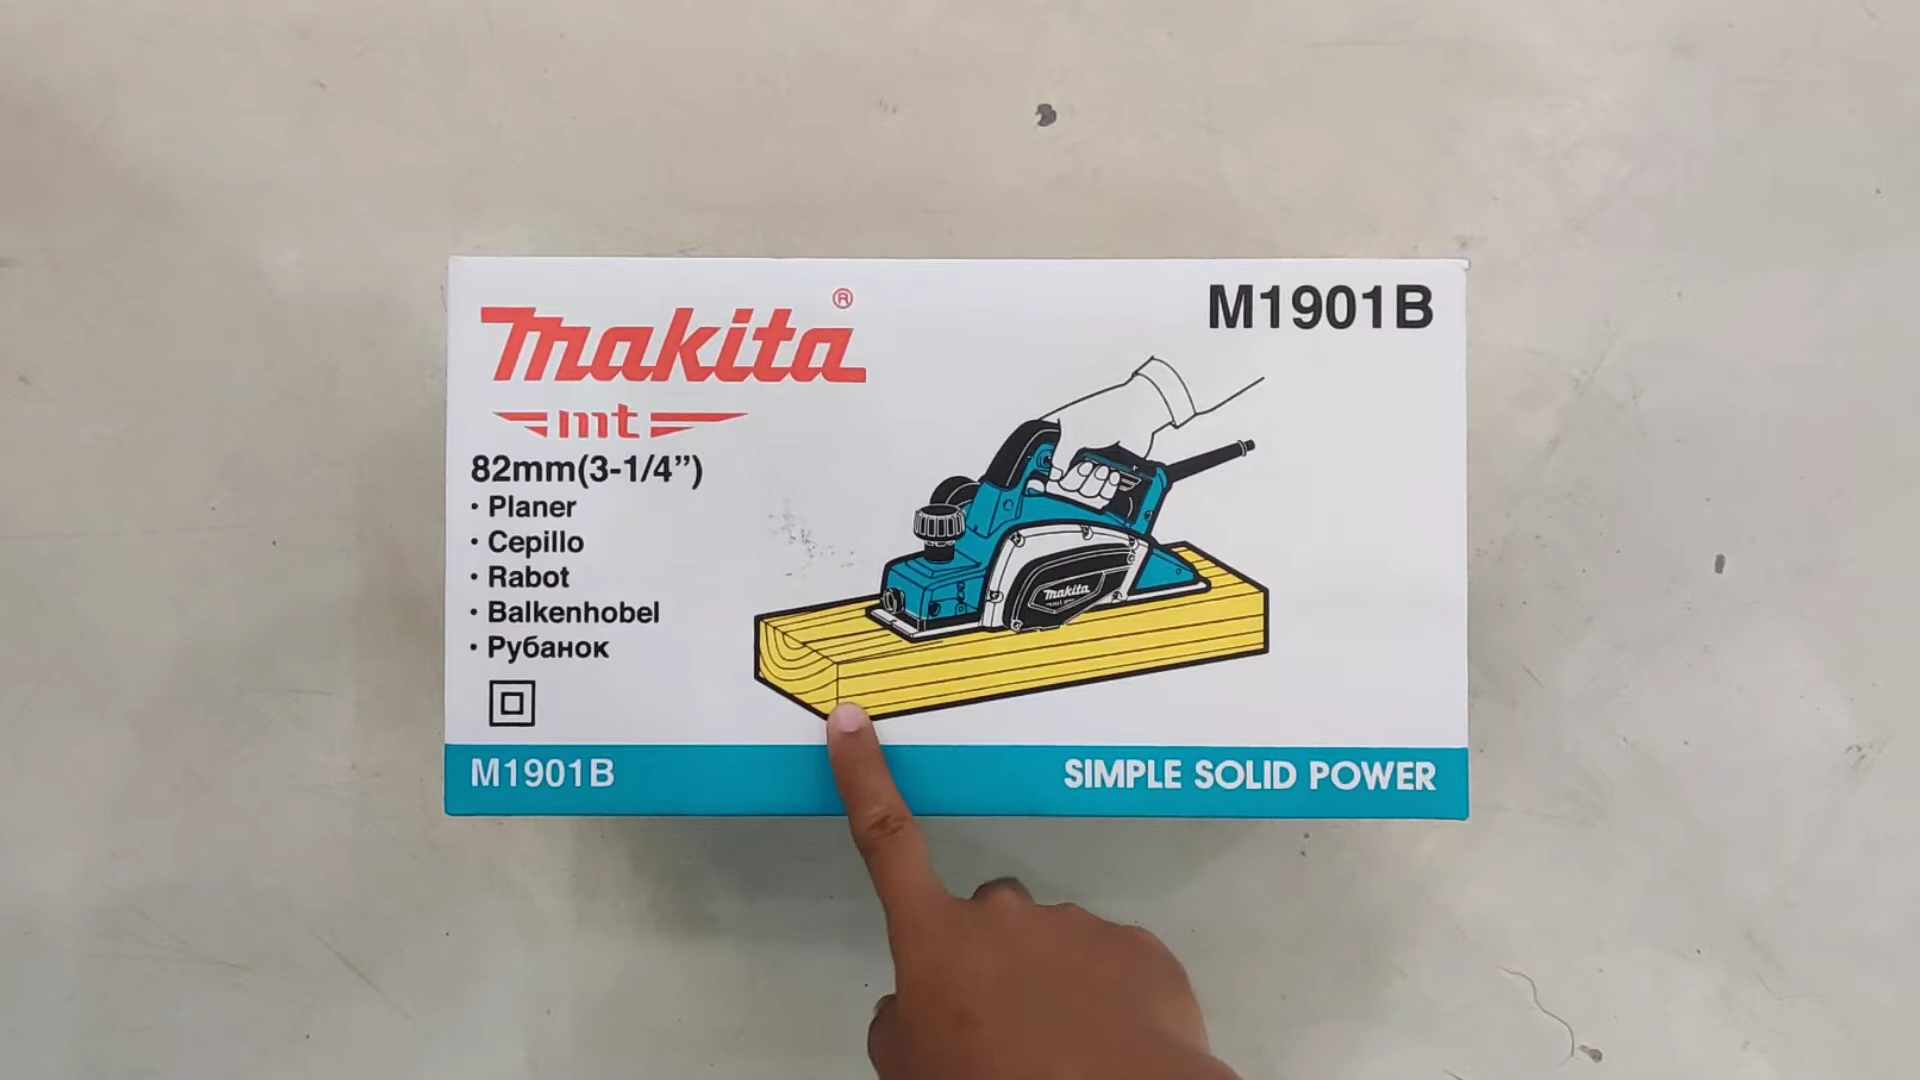 Makita®
mt
M1901B
82mm(3-1/4”)
• Planer
• Cepillo
• Rabot
• Balkenhobel
• Рубанок
Makita
M1901B
SIMPLE SOLID POWER